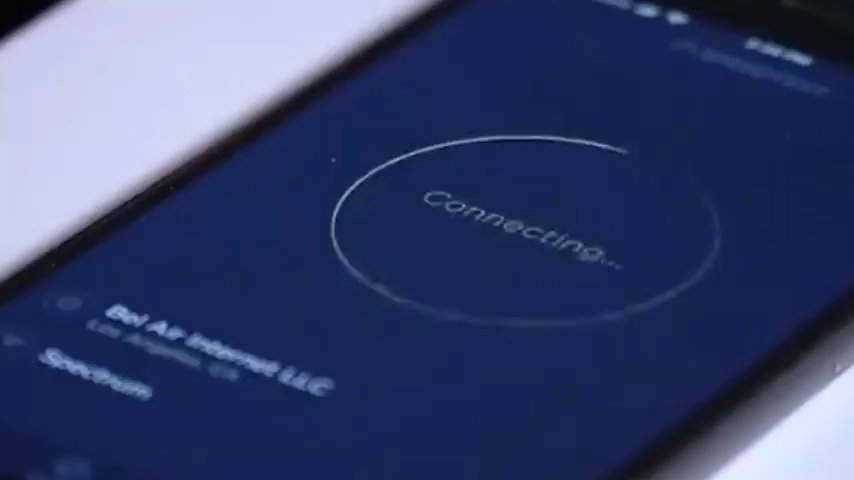 Connecting...
Bel Air Internet LLC
Los Angeles, CA
Spectrum